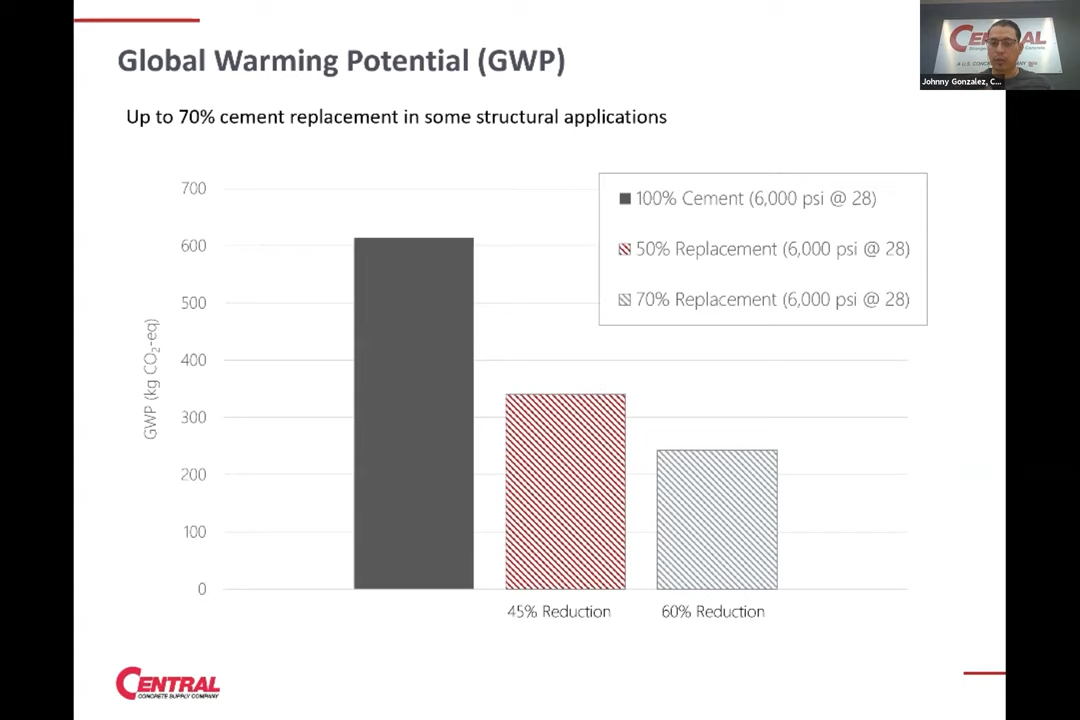 Global Warming Potential (GWP)
Up to 70% cement replacement in some structural applications
700
600
500
400
300
200
100
0
GWP (kg CO₂-eq)
100% Cement (6,000 psi @ 28)
50% Replacement (6,000 psi @ 28)
70% Replacement (6,000 psi @ 28)
45% Reduction
60% Reduction
CENTRAL
CONCRETE SUPPLY COMPANY
Johnny Gonzalez, C...